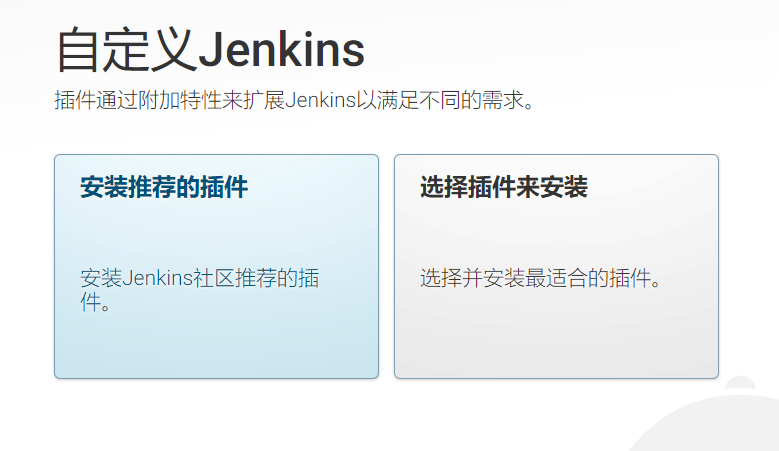 自定义Jenkins
插件通过附加特性来扩展Jenkins以满足不同的需求。
安装推荐的插件
安装Jenkins社区推荐的插
件。
选择插件来安装
选择并安装最适合的插件。